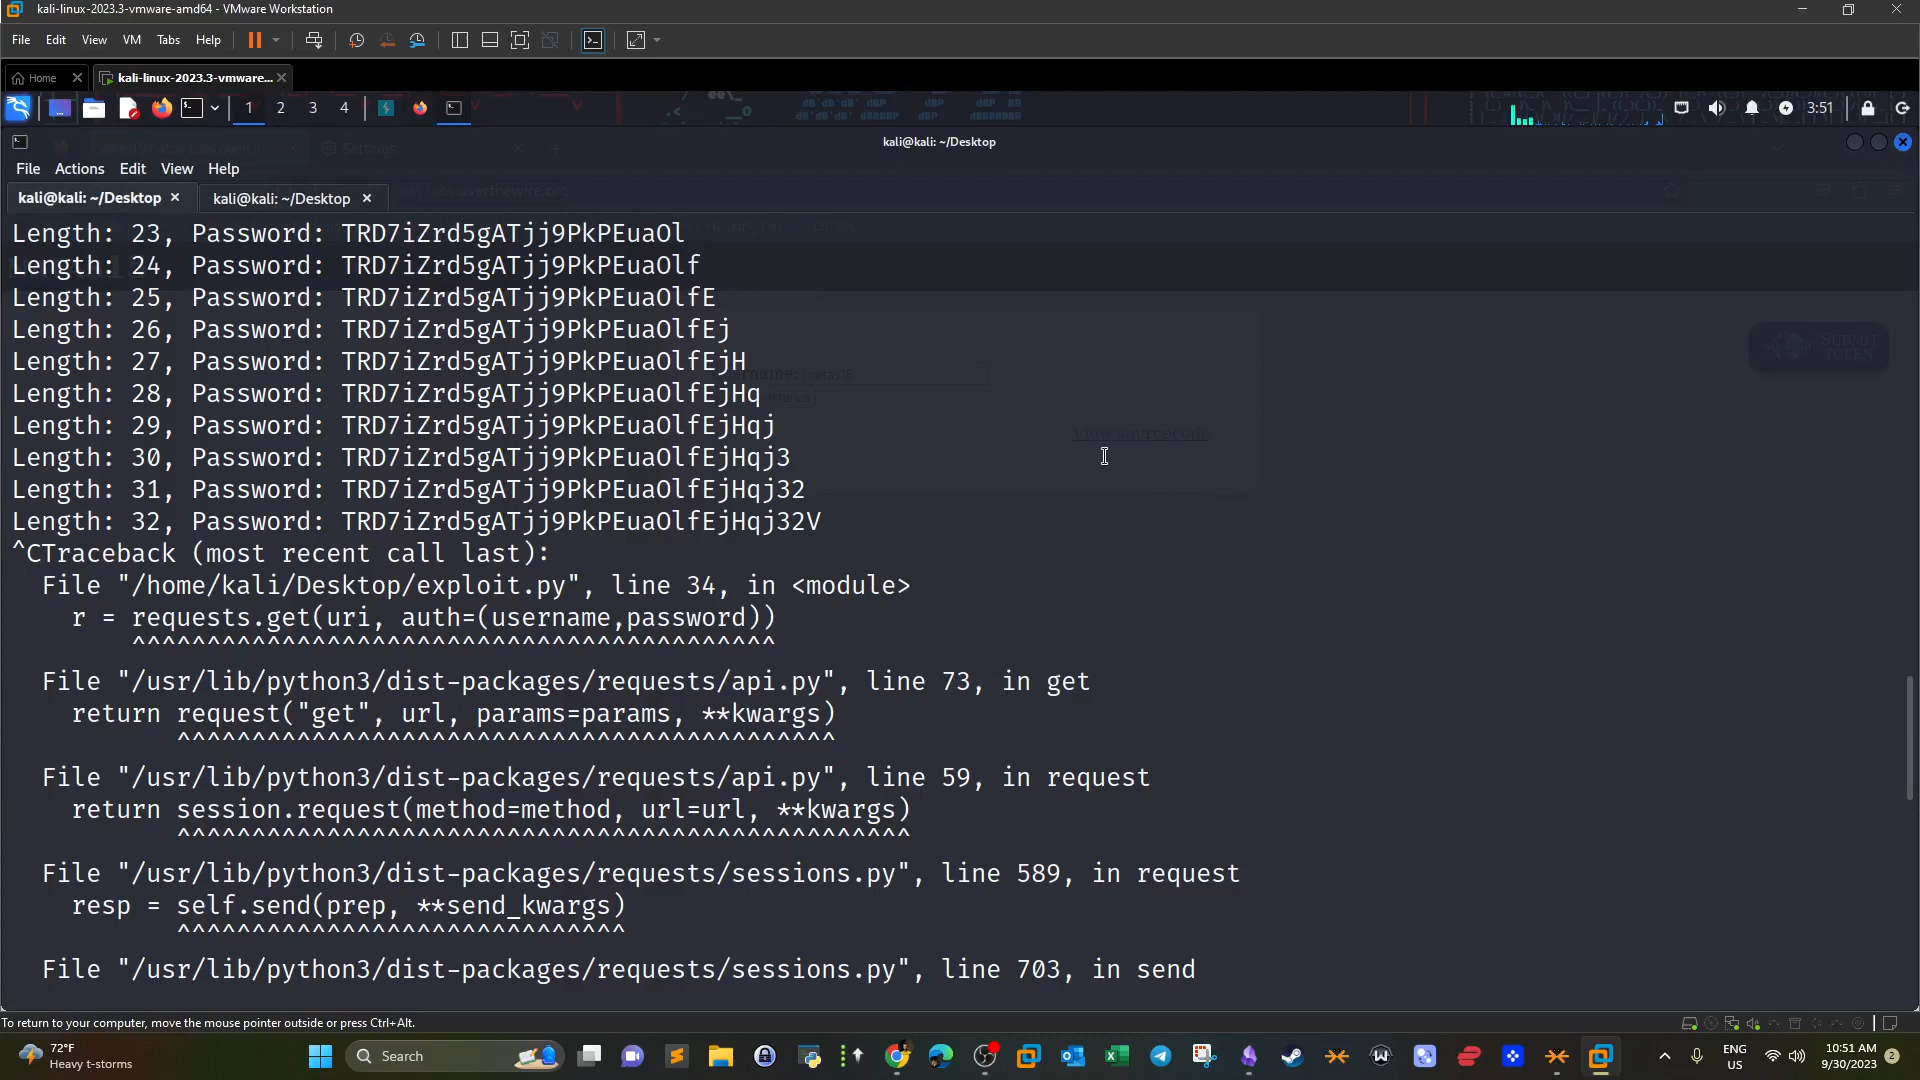 kali-linux-2023.3-vmware-amd64 - VMware Workstation
File Edit View VM Tabs Help
Home kali-linux-2023.3-vmware...
1 2 3 4 3:51
kali@kali: ~/Desktop
Settings
File Actions Edit View Help
kali@kali: ~/Desktop kali@kali: ~/Desktop
Length: 23, Password: TRD7iZrd5gATjj9PkPEuaOl
Length: 24, Password: TRD7iZrd5gATjj9PkPEuaOlf
Length: 25, Password: TRD7iZrd5gATjj9PkPEuaOlfE
Length: 26, Password: TRD7iZrd5gATjj9PkPEuaOlfEj
SUBMIT
TOKEN
Length: 27, Password: TRD7iZrd5gATjj9PkPEuaOlfEjH
Length: 28, Password: TRD7iZrd5gATjj9PkPEuaOlfEjHq
Length: 29, Password: TRD7iZrd5gATjj9PkPEuaOlfEjHqj
View sourcecode
Length: 30, Password: TRD7iZrd5gATjj9PkPEuaOlfEjHqj3
Length: 31, Password: TRD7iZrd5gATjj9PkPEuaOlfEjHqj32
Length: 32, Password: TRD7iZrd5gATjj9PkPEuaOlfEjHqj32V
^CTraceback (most recent call last):
File "/home/kali/Desktop/exploit.py", line 34, in <module>
r = requests.get(uri, auth=(username,password))
^^^^^^^^^^^^^^^^^^^^^^^^^^^^^^^^^^^^^^^^^^^
File "/usr/lib/python3/dist-packages/requests/api.py", line 73, in get
return request("get", url, params=params, **kwargs)
^^^^^^^^^^^^^^^^^^^^^^^^^^^^^^^^^^^^^^^^^^^^
File "/usr/lib/python3/dist-packages/requests/api.py", line 59, in request
return session.request(method=method, url=url, **kwargs)
^^^^^^^^^^^^^^^^^^^^^^^^^^^^^^^^^^^^^^^^^^^^^^^^^
File "/usr/lib/python3/dist-packages/requests/sessions.py", line 589, in request
resp = self.send(prep, **send_kwargs)
^^^^^^^^^^^^^^^^^^^^^^^^^^^^^^
File "/usr/lib/python3/dist-packages/requests/sessions.py", line 703, in send
To return to your computer, move the mouse pointer outside or press Ctrl+Alt.
72°F
Heavy t-storms
Search
ENG
US
10:51 AM
9/30/2023
2